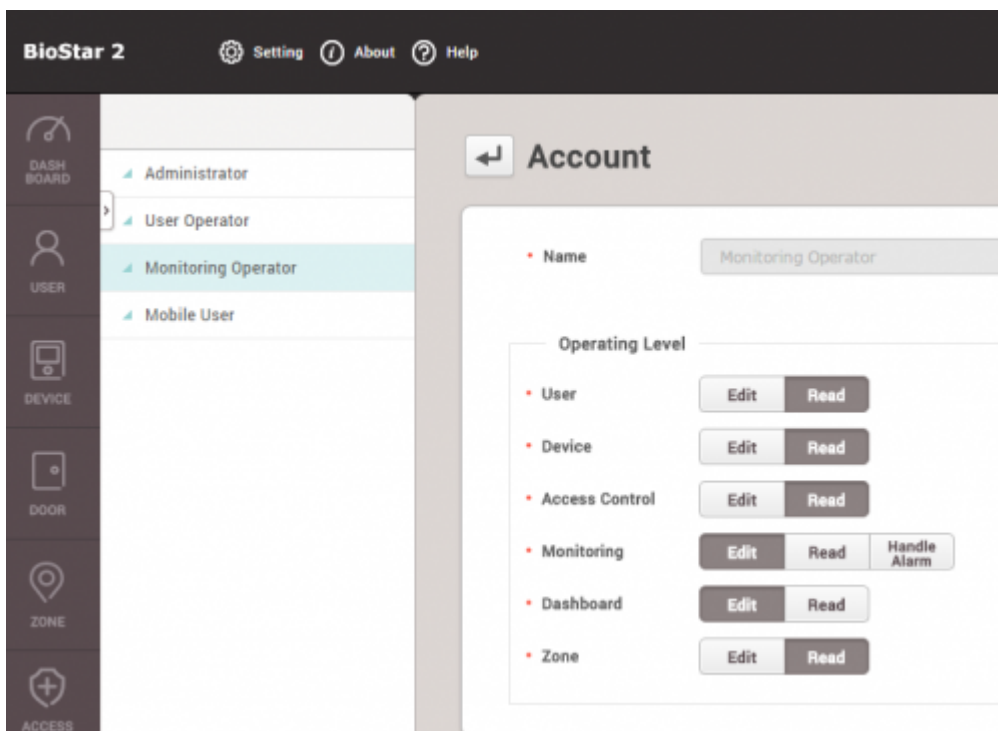 BioStar 2
Setting About Help
DASH
BOARD
USER
DEVICE
DOOR
ZONE
ACCESS
Administrator
User Operator
Monitoring Operator
Mobile User
Account
Name Monitoring Operator
Operating Level
User Edit Read
Device Edit Read
Access Control Edit Read
Monitoring Edit Read Handle
Alarm
Dashboard Edit Read
Zone Edit Read